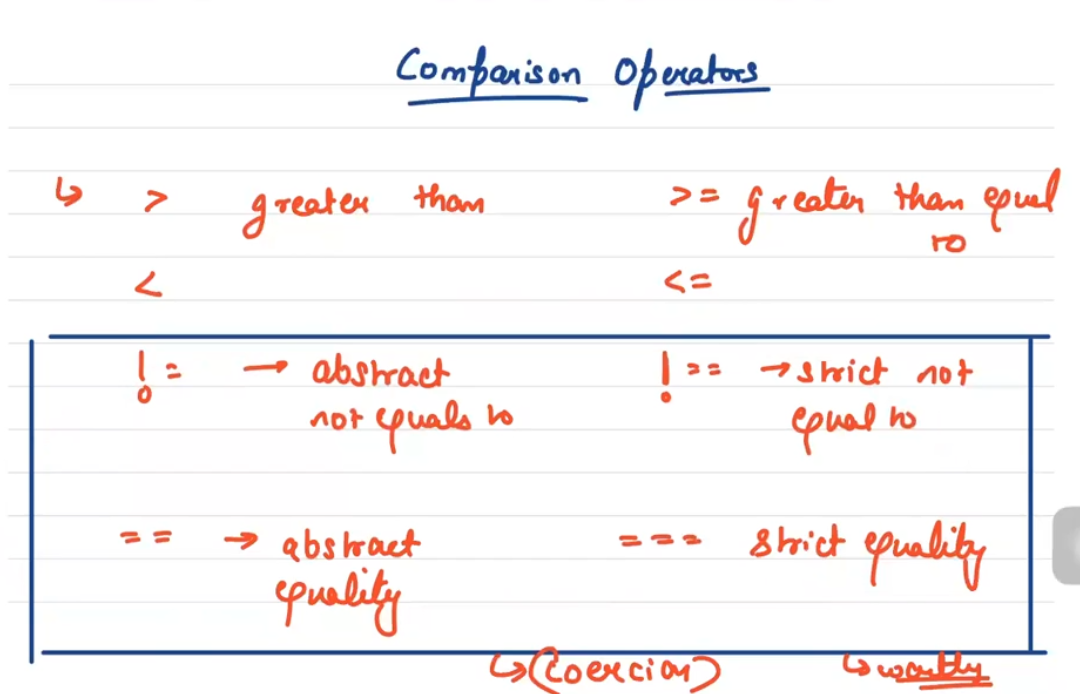 Comparison Operators
↳ > greater than >= greater than equal to
< <=
!= → abstract not equals to !== → strict not equal to
== → abstract equality === strict equality
↳ (Coercion) ↳